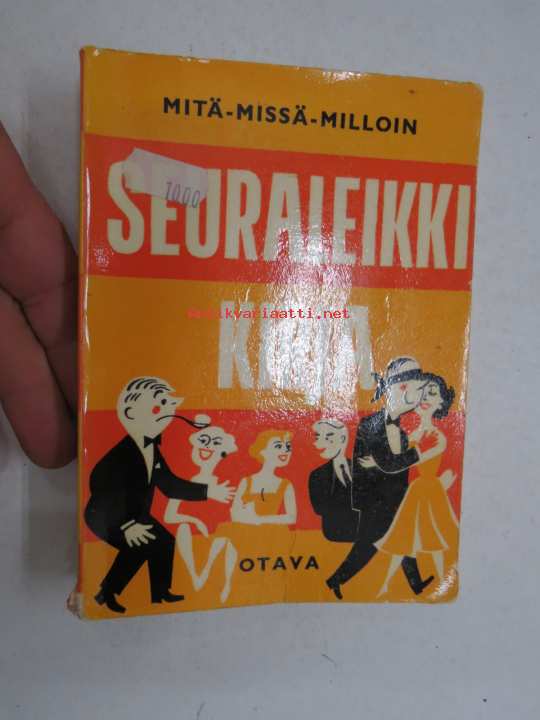 MITÄ-MISSÄ-MILLOIN
1000
SEURALEIKKI
Antikvariaatti.net
KIRJA
OTAVA